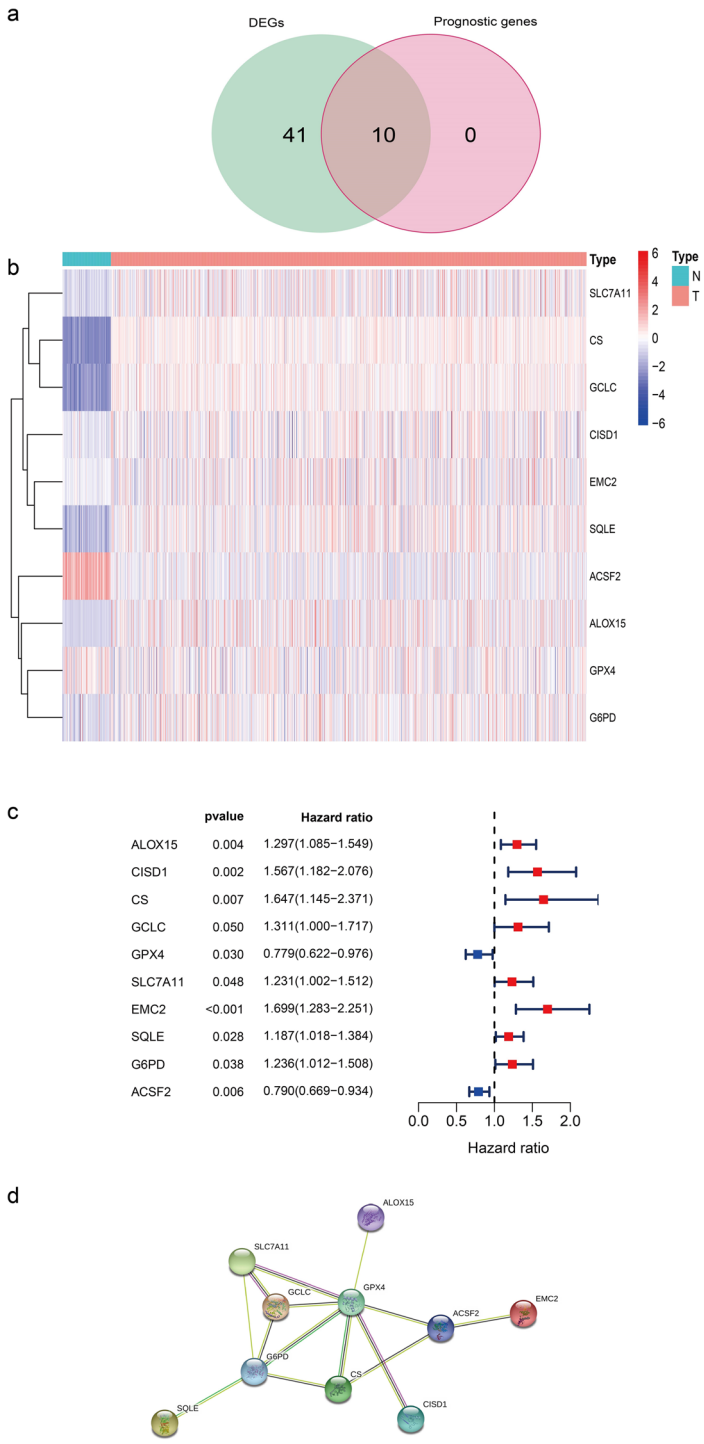 a
DEGs Prognostic genes
41 10 0
b
Type
SLC7A11
CS
GCLC
CISD1
EMC2
SQLE
ACSF2
ALOX15
GPX4
G6PD
6
4
2
0
−2
−4
−6
Type
N
T
c
pvalue Hazard ratio
ALOX15 0.004 1.297(1.085−1.549)
CISD1 0.002 1.567(1.182−2.076)
CS 0.007 1.647(1.145−2.371)
GCLC 0.050 1.311(1.000−1.717)
GPX4 0.030 0.779(0.622−0.976)
SLC7A11 0.048 1.231(1.002−1.512)
EMC2 <0.001 1.699(1.283−2.251)
SQLE 0.028 1.187(1.018−1.384)
G6PD 0.038 1.236(1.012−1.508)
ACSF2 0.006 0.790(0.669−0.934)
0.0 0.5 1.0 1.5 2.0
Hazard ratio
d
ALOX15
SLC7A11
GCLC
GPX4
ACSF2
EMC2
G6PD
CS
SQLE
CISD1